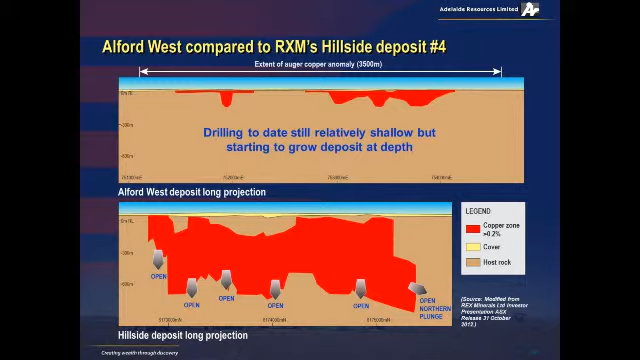 Adelaide Resources Limited
Alford West compared to RXM's Hillside deposit #4
Extent of auger copper anomaly (3500m)
Drilling to date still relatively shallow but
starting to grow deposit at depth
Alford West deposit long projection
LEGEND
Copper zone
>0.2%
Cover
Host rock
OPEN
OPEN
OPEN
OPEN
OPEN
OPEN
NORTHERN
PLUNGE
[Source: Modified from
REX Minerals Ltd Investor
Presentation ASX
Release 31 October
2012.]
Hillside deposit long projection
Creating wealth through discovery